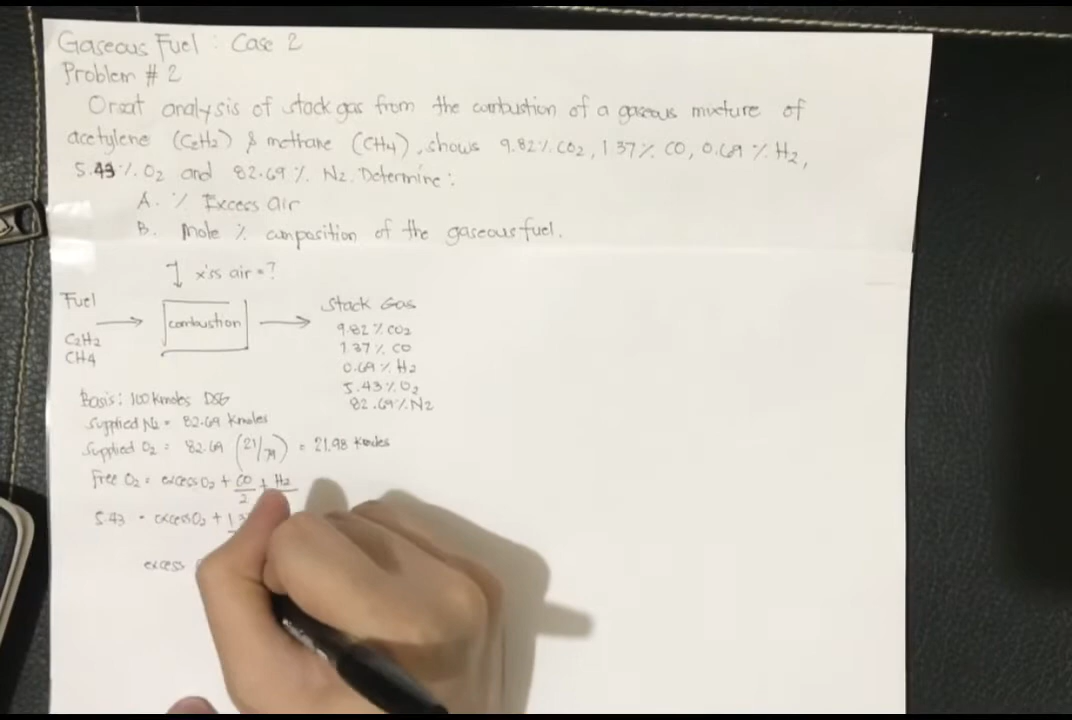 Gaseous Fuel : Case 2
Problem # 2
Orsat analysis of stack gas from the combustion of a gaseous mixture of
acetylene (C2H2) & methane (CH4), shows 9.82% CO2, 1.37% CO, 0.69% H2,
5.43% O2 and 82.69% N2. Determine:
A. % Excess air
B. Mole % composition of the gaseous fuel.
x'ss air = ?
Fuel
C2H2
CH4
combustion
Stack Gas
9.82% CO2
1.37% CO
0.69% H2
5.43% O2
82.69% N2
Basis: 100 Kmoles DSG
Supplied N2 = 82.69 Kmoles
Supplied O2 = 82.69 (21/79) = 21.98 Kmoles
Free O2 = excess O2 + CO/2 + H2
5.43 = excess O2 +
excess